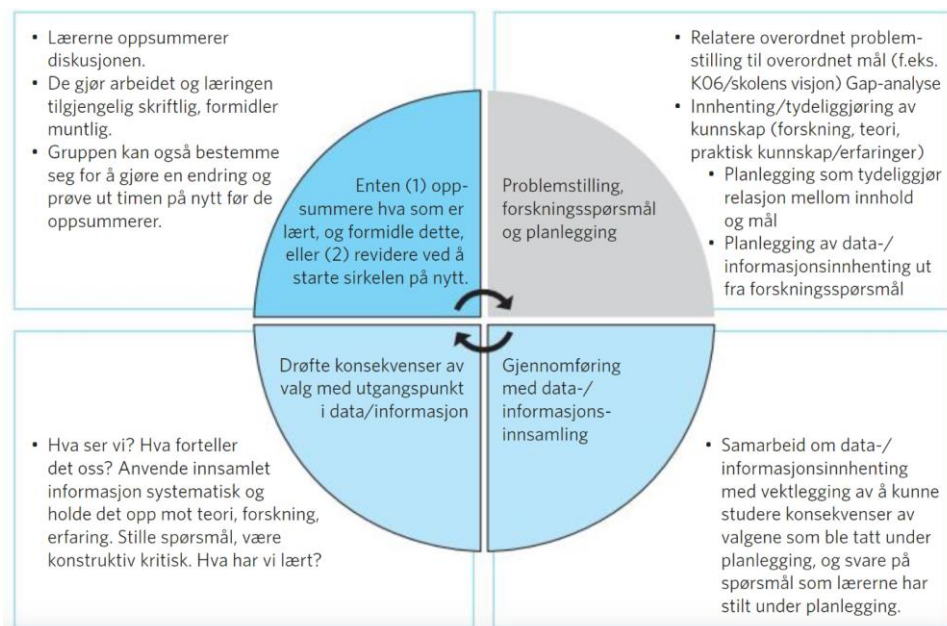 • Lærerne oppsummerer
diskusjonen.
• De gjør arbeidet og læringen
tilgjengelig skriftlig, formidler
muntlig.
• Gruppen kan også bestemme
seg for å gjøre en endring og
prøve ut timen på nytt før de
oppsummerer.
Enten (1) opp-
summere hva som er
lært, og formidle dette,
eller (2) revidere ved å
starte sirkelen på nytt.
• Relatere overordnet problem-
stilling til overordnet mål (f.eks.
K06/skolens visjon) Gap-analyse
• Innhenting/tydeliggjøring av
kunnskap (forskning, teori,
praktisk kunnskap/erfaringer)
• Planlegging som tydeliggjør
relasjon mellom innhold
og mål
• Planlegging av data-/
informasjonsinnhenting ut
fra forskningsspørsmål
Problemstilling,
forskningsspørsmål
og planlegging
Drøfte konsekvenser av
valg med utgangspunkt
i data/informasjon
• Hva ser vi? Hva forteller
det oss? Anvende innsamlet
informasjon systematisk og
holde det opp mot teori, forskning,
erfaring. Stille spørsmål, være
konstruktiv kritisk. Hva har vi lært?
Gjennomføring
med data-/
informasjons-
innsamling
• Samarbeid om data-/
informasjonsinnhenting
med vektlegging av å kunne
studere konsekvenser av
valgene som ble tatt under
planlegging, og svare på
spørsmål som lærerne har
stilt under planlegging.